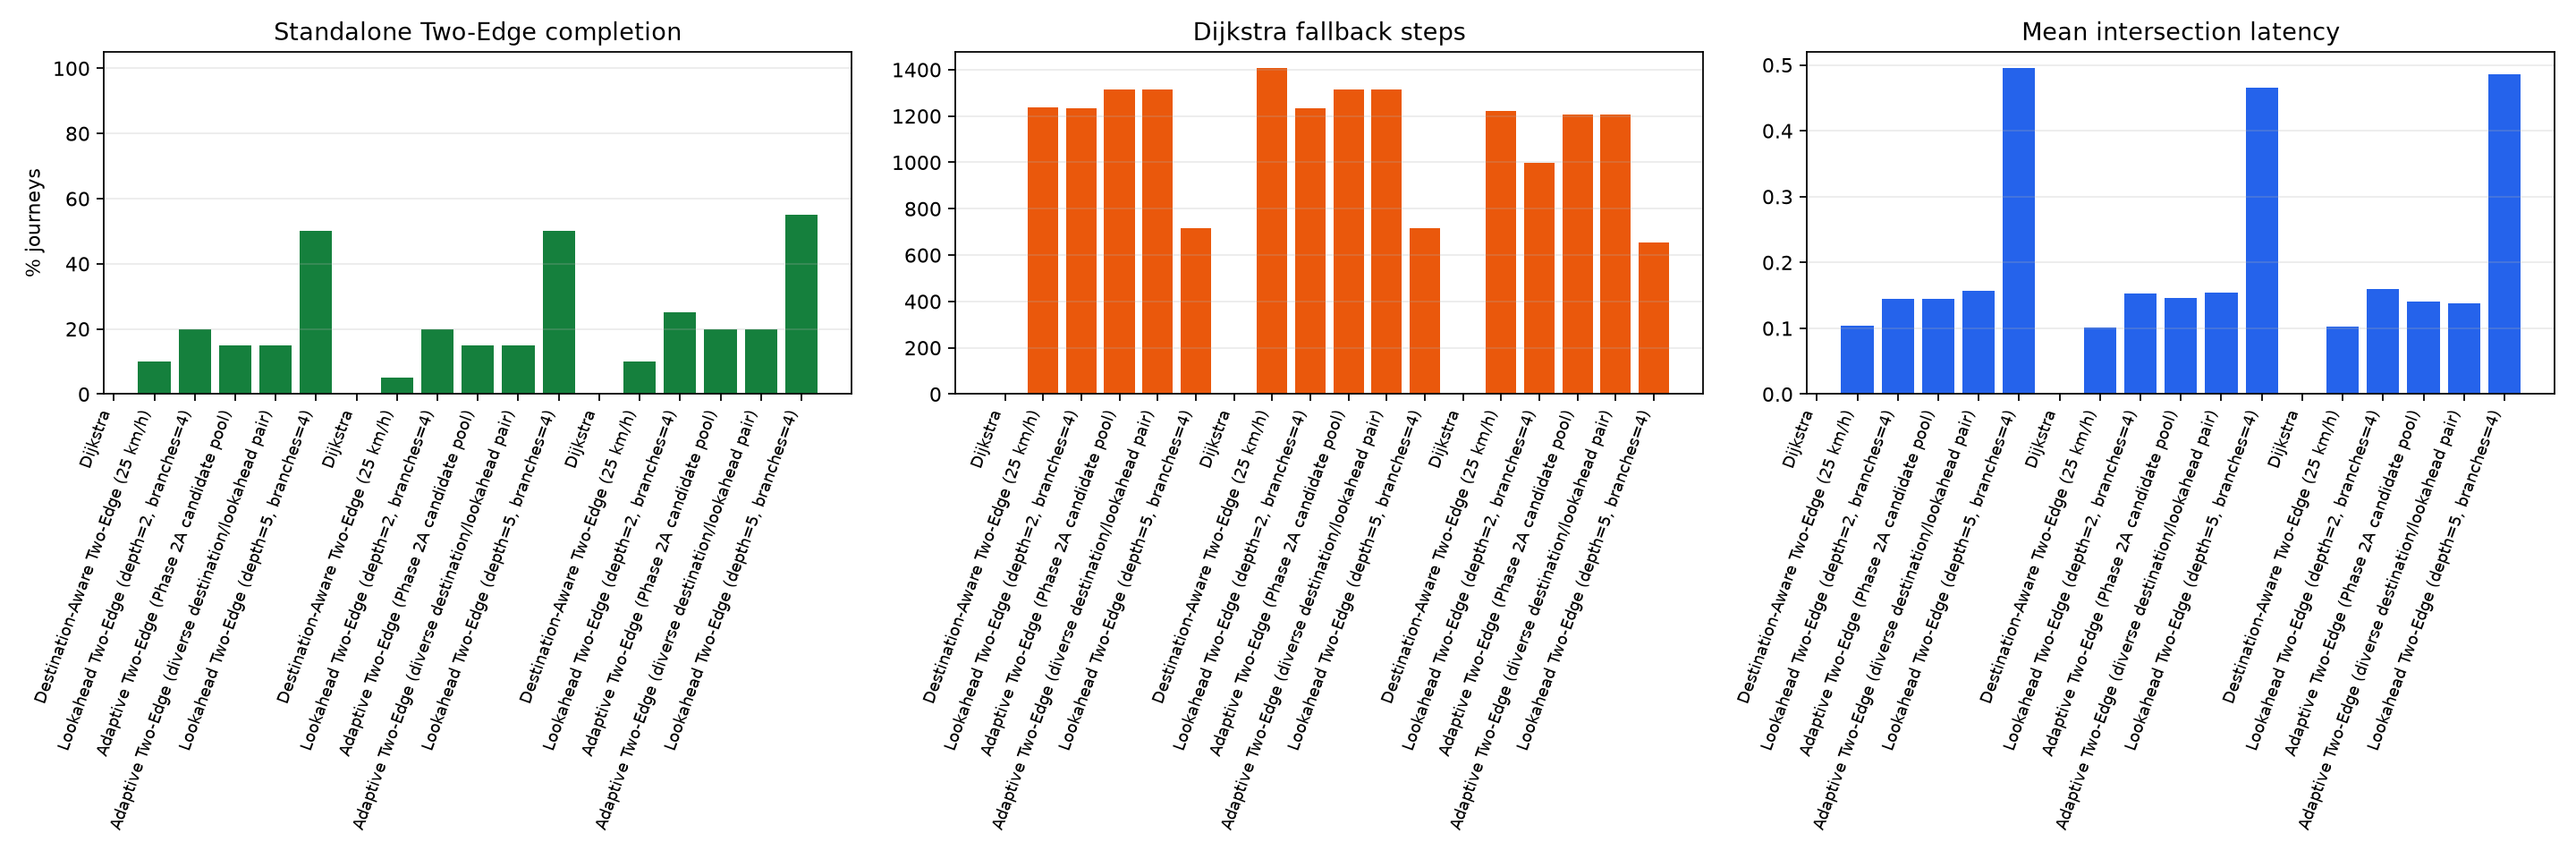 Standalone Two-Edge completion
% journeys
100
80
60
40
20
0
Dijkstra
Destination-Aware Two-Edge (25 km/h)
Lookahead Two-Edge (depth=2, branches=4)
Adaptive Two-Edge (Phase 2A candidate pool)
Adaptive Two-Edge (diverse destination/lookahead pair)
Lookahead Two-Edge (depth=5, branches=4)
Dijkstra
Destination-Aware Two-Edge (25 km/h)
Lookahead Two-Edge (depth=2, branches=4)
Adaptive Two-Edge (Phase 2A candidate pool)
Adaptive Two-Edge (diverse destination/lookahead pair)
Lookahead Two-Edge (depth=5, branches=4)
Dijkstra
Destination-Aware Two-Edge (25 km/h)
Lookahead Two-Edge (depth=2, branches=4)
Adaptive Two-Edge (Phase 2A candidate pool)
Adaptive Two-Edge (diverse destination/lookahead pair)
Lookahead Two-Edge (depth=5, branches=4)
Dijkstra fallback steps
1400
1200
1000
800
600
400
200
0
Dijkstra
Destination-Aware Two-Edge (25 km/h)
Lookahead Two-Edge (depth=2, branches=4)
Adaptive Two-Edge (Phase 2A candidate pool)
Adaptive Two-Edge (diverse destination/lookahead pair)
Lookahead Two-Edge (depth=5, branches=4)
Dijkstra
Destination-Aware Two-Edge (25 km/h)
Lookahead Two-Edge (depth=2, branches=4)
Adaptive Two-Edge (Phase 2A candidate pool)
Adaptive Two-Edge (diverse destination/lookahead pair)
Lookahead Two-Edge (depth=5, branches=4)
Dijkstra
Destination-Aware Two-Edge (25 km/h)
Lookahead Two-Edge (depth=2, branches=4)
Adaptive Two-Edge (Phase 2A candidate pool)
Adaptive Two-Edge (diverse destination/lookahead pair)
Lookahead Two-Edge (depth=5, branches=4)
Mean intersection latency
0.5
0.4
0.3
0.2
0.1
0.0
Dijkstra
Destination-Aware Two-Edge (25 km/h)
Lookahead Two-Edge (depth=2, branches=4)
Adaptive Two-Edge (Phase 2A candidate pool)
Adaptive Two-Edge (diverse destination/lookahead pair)
Lookahead Two-Edge (depth=5, branches=4)
Dijkstra
Destination-Aware Two-Edge (25 km/h)
Lookahead Two-Edge (depth=2, branches=4)
Adaptive Two-Edge (Phase 2A candidate pool)
Adaptive Two-Edge (diverse destination/lookahead pair)
Lookahead Two-Edge (depth=5, branches=4)
Dijkstra
Destination-Aware Two-Edge (25 km/h)
Lookahead Two-Edge (depth=2, branches=4)
Adaptive Two-Edge (Phase 2A candidate pool)
Adaptive Two-Edge (diverse destination/lookahead pair)
Lookahead Two-Edge (depth=5, branches=4)